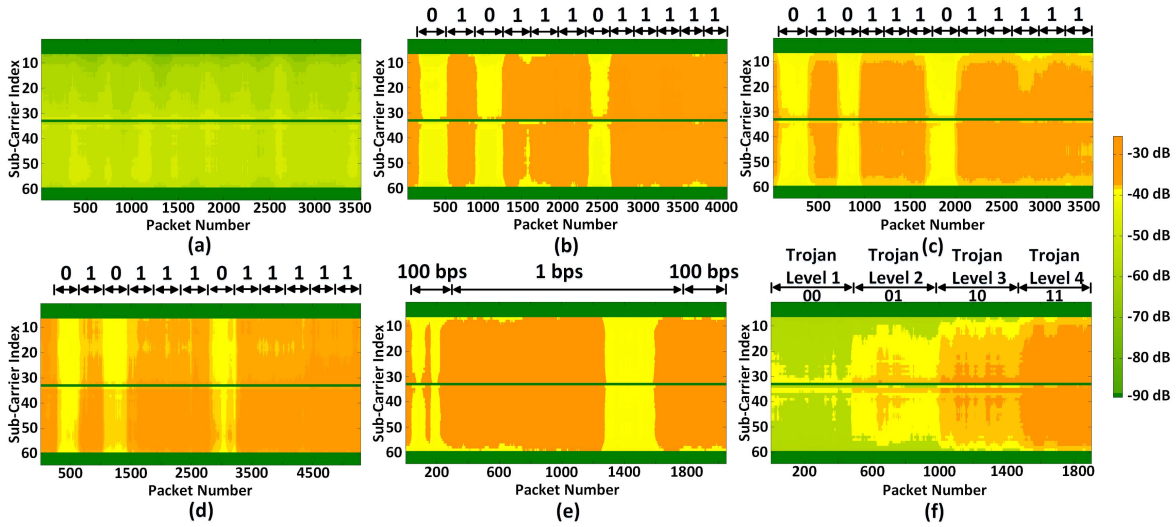 0 1 0 1 1 1 0 1 1 1 1 1
0 1 0 1 1 1 0 1 1 1 1 1
Sub-Carrier Index
10
20
30
40
50
60
500 1000 1500 2000 2500 3000 3500
Packet Number
(a)
Sub-Carrier Index
10
20
30
40
50
60
500 1000 1500 2000 2500 3000 3500 4000
Packet Number
(b)
Sub-Carrier Index
10
20
30
40
50
60
500 1000 1500 2000 2500 3000 3500
Packet Number
(c)
-30 dB
-40 dB
-50 dB
-60 dB
-70 dB
-80 dB
-90 dB
0 1 0 1 1 1 0 1 1 1 1 1
Sub-Carrier Index
10
20
30
40
50
60
500 1500 2500 3500 4500
Packet Number
(d)
100 bps 1 bps 100 bps
Sub-Carrier Index
10
20
30
40
50
60
200 600 1000 1400 1800
Packet Number
(e)
Trojan Trojan Trojan Trojan
Level 1 Level 2 Level 3 Level 4
00 01 10 11
Sub-Carrier Index
10
20
30
40
50
60
200 600 1000 1400 1800
Packet Number
(f)